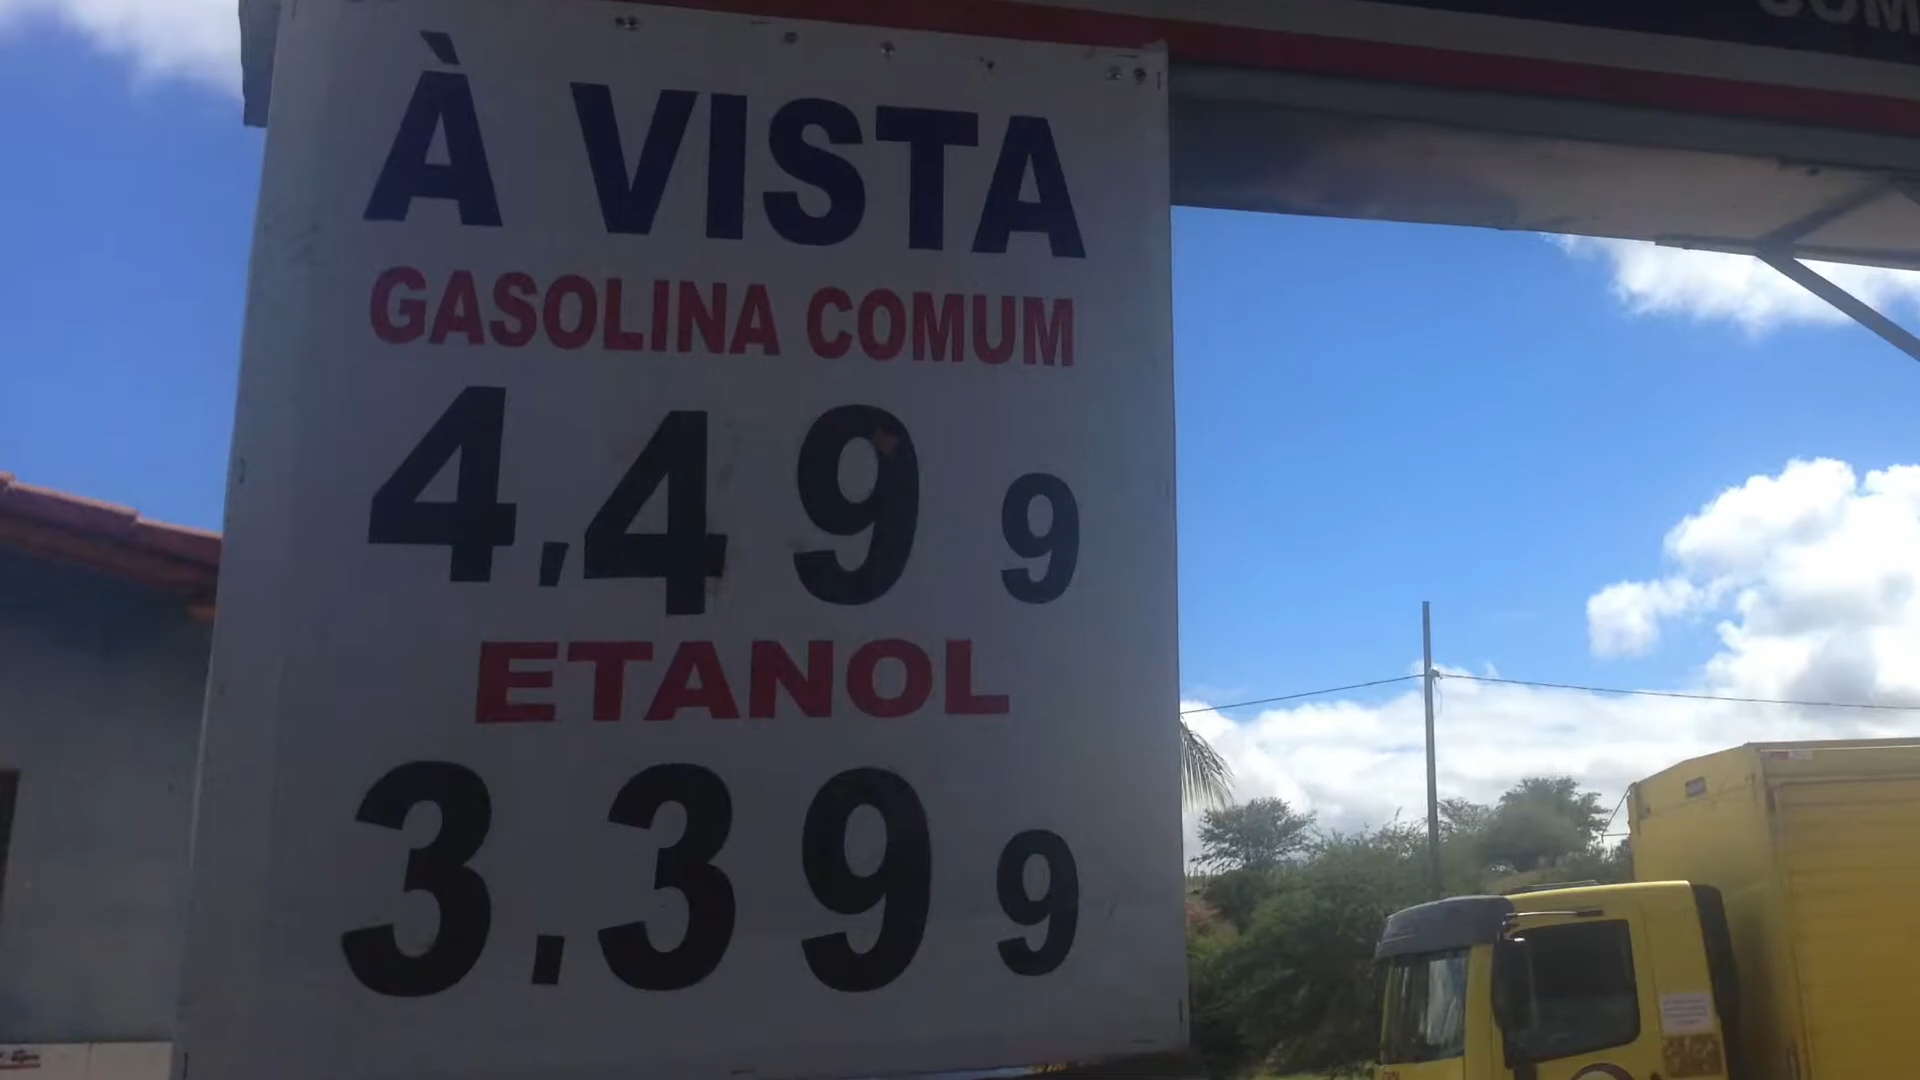 À VISTA
GASOLINA COMUM
4,49 9
ETANOL
3,39 9